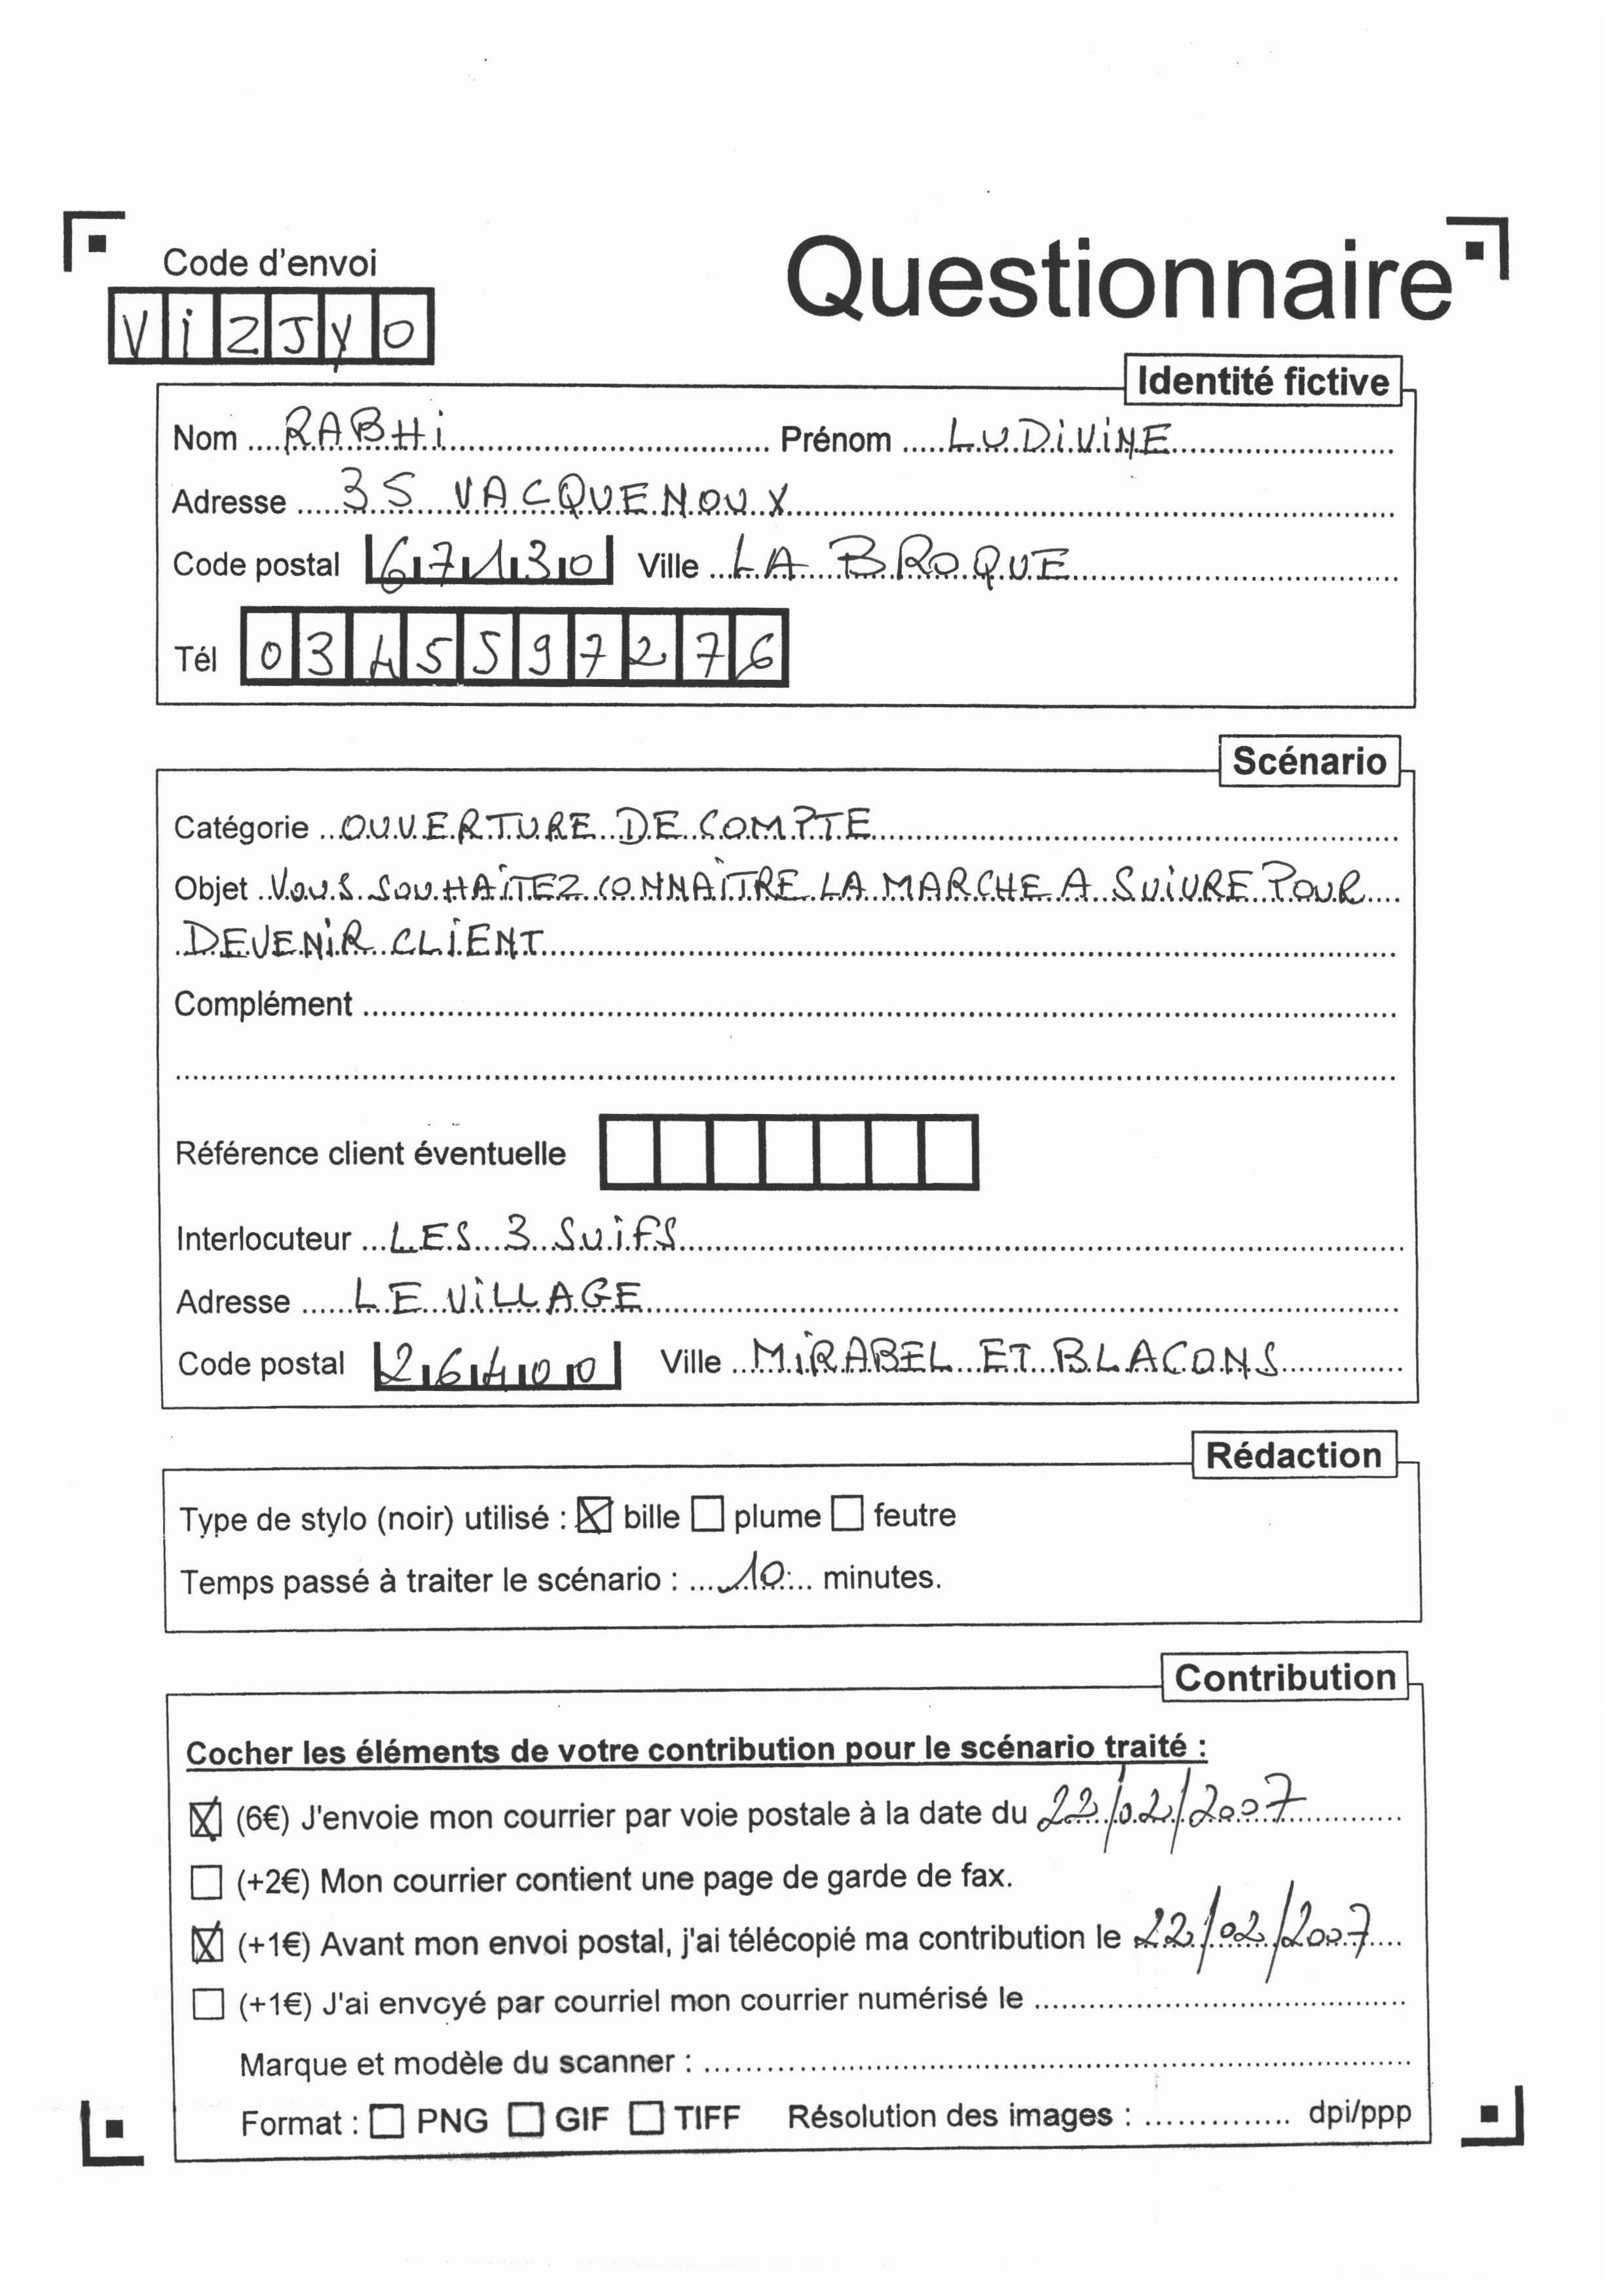 Code d'envoi
Questionnaire
ViZJYO
Identité fictive
Nom RABHi Prénom LUDiViNE
Adresse 35 VACQUENOUX
Code postal 67130 Ville LA BROQUE
Tél 0345597276
Scénario
Catégorie OUVERTURE DE COMPTE
Objet VOUS SOUHAÎTEZ CONNAÎTRE LA MARCHE A SUiVRE POUR
DEVENiR CLiENT
Complément
Référence client éventuelle
Interlocuteur LES 3 SUiFS
Adresse LE ViLLAGE
Code postal 26400 Ville MiRABEL ET BLACONS
Rédaction
Type de stylo (noir) utilisé : ☒ bille ☐ plume ☐ feutre
Temps passé à traiter le scénario : 10 minutes.
Contribution
Cocher les éléments de votre contribution pour le scénario traité :
☒ (6€) J'envoie mon courrier par voie postale à la date du 22/02/2007
☐ (+2€) Mon courrier contient une page de garde de fax.
☒ (+1€) Avant mon envoi postal, j'ai télécopié ma contribution le 22/02/2007
☐ (+1€) J'ai envoyé par courriel mon courrier numérisé le
Marque et modèle du scanner :
Format : ☐ PNG ☐ GIF ☐ TIFF Résolution des images : dpi/ppp